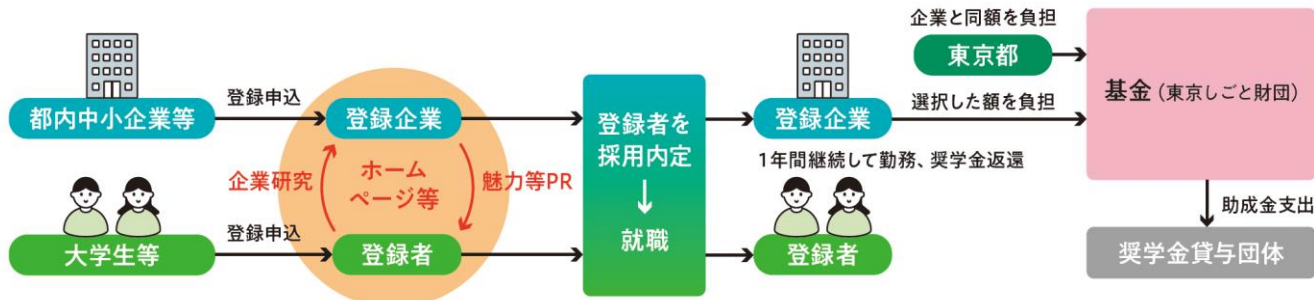 都内中小企業等
登録申込
登録企業
企業研究
ホーム
ページ等
魅力等PR
大学生等
登録申込
登録者
登録者を
採用内定
就職
登録企業
1年間継続して勤務、奨学金返還
登録者
企業と同額を負担
東京都
選択した額を負担
基金(東京しごと財団)
助成金支出
奨学金貸与団体